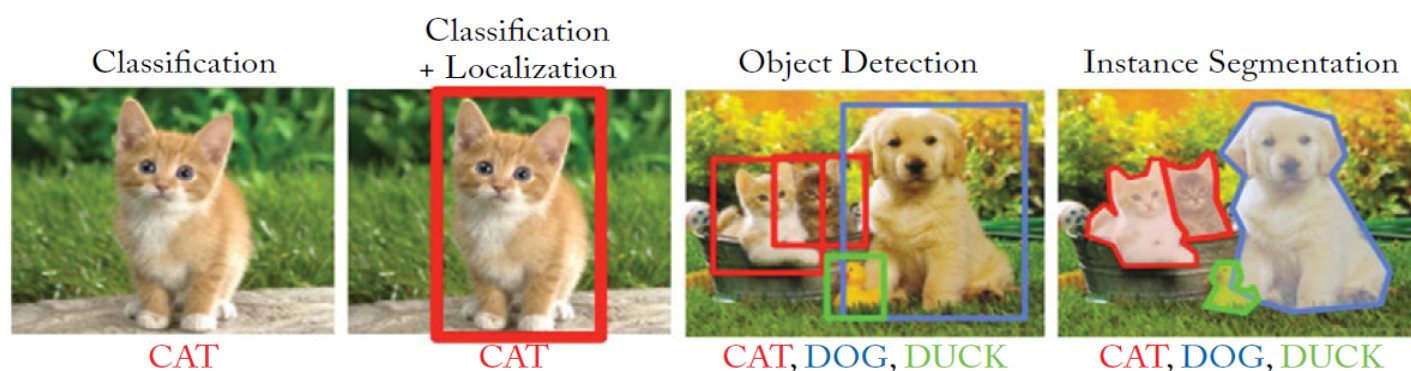 Classification
Classification
+ Localization
Object Detection
Instance Segmentation
CAT
CAT
CAT, DOG, DUCK
CAT, DOG, DUCK